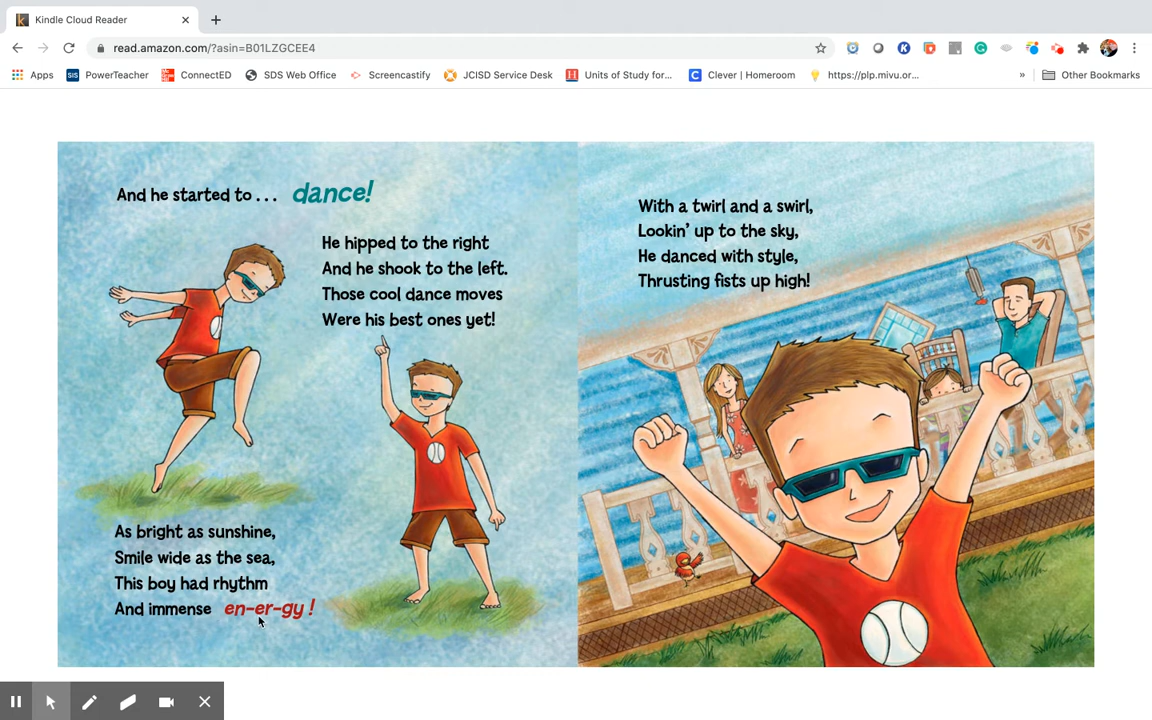 Kindle Cloud Reader
read.amazon.com/?asin=B01LZGCEE4
Apps
SIS PowerTeacher
ConnectED
SDS Web Office
Screencastify
JCISD Service Desk
Units of Study for...
Clever | Homeroom
https://plp.mivu.or...
»
Other Bookmarks
And he started to . . . dance!
He hipped to the right
And he shook to the left.
Those cool dance moves
Were his best ones yet!
As bright as sunshine,
Smile wide as the sea,
This boy had rhythm
And immense en-er-gy !
With a twirl and a swirl,
Lookin' up to the sky,
He danced with style,
Thrusting fists up high!